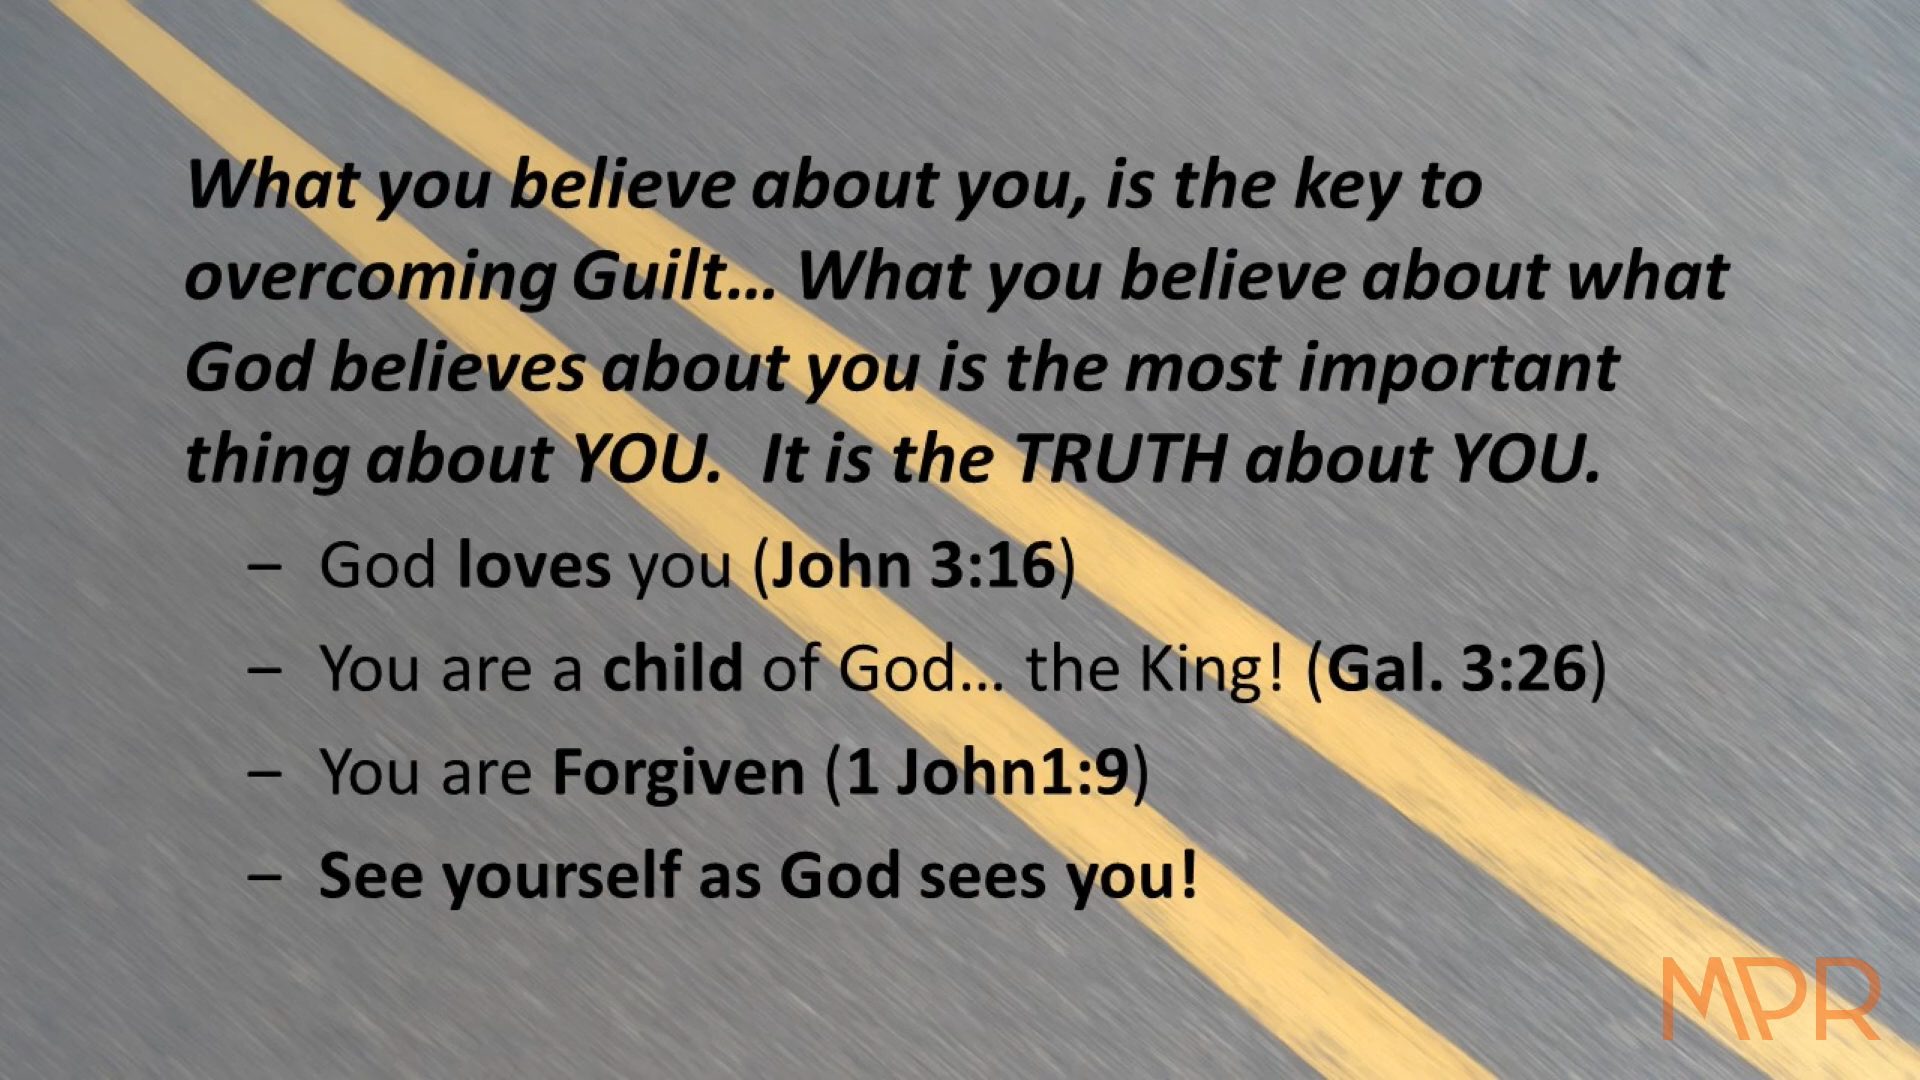 What you believe about you, is the key to
overcoming Guilt... What you believe about what
God believes about you is the most important
thing about YOU.  It is the TRUTH about YOU.
– God loves you (John 3:16)
– You are a child of God... the King! (Gal. 3:26)
– You are Forgiven (1 John1:9)
– See yourself as God sees you!
MPR